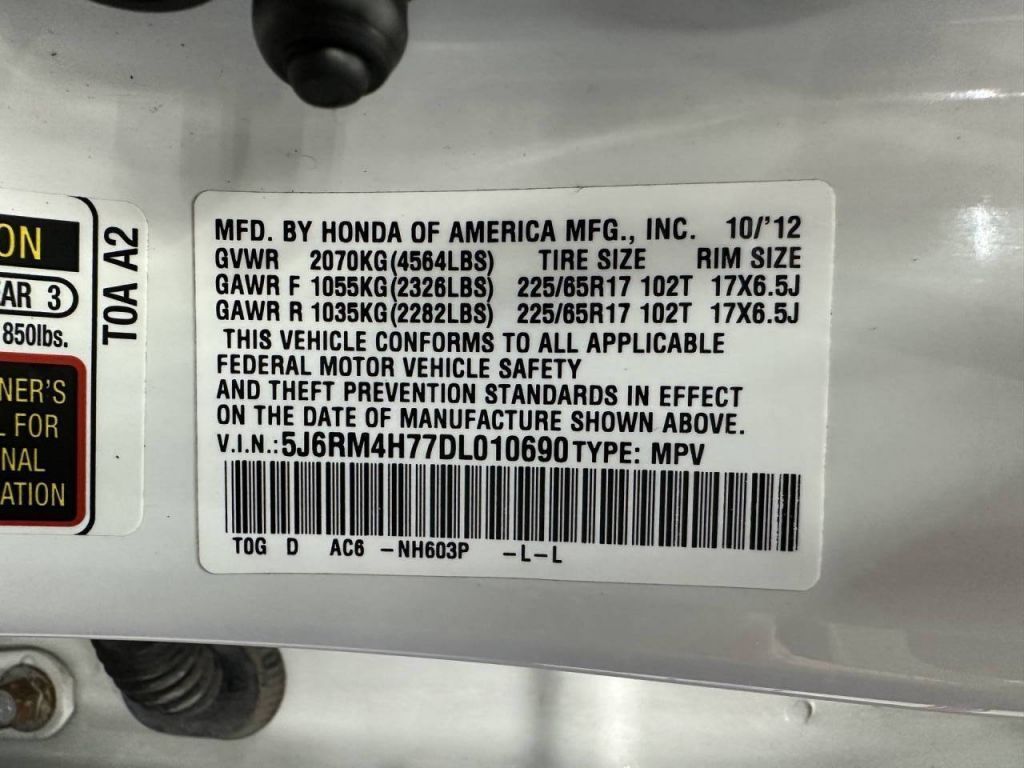 ON
AR 3
850lbs.
NER'S
FOR
NAL
ATION
T0A A2
MFD. BY HONDA OF AMERICA MFG., INC. 10/'12
GVWR 2070KG(4564LBS) TIRE SIZE RIM SIZE
GAWR F 1055KG(2326LBS) 225/65R17 102T 17X6.5J
GAWR R 1035KG(2282LBS) 225/65R17 102T 17X6.5J
THIS VEHICLE CONFORMS TO ALL APPLICABLE
FEDERAL MOTOR VEHICLE SAFETY
AND THEFT PREVENTION STANDARDS IN EFFECT
ON THE DATE OF MANUFACTURE SHOWN ABOVE.
V.I.N.:5J6RM4H77DL010690 TYPE: MPV
T0G D AC6 -NH603P -L-L